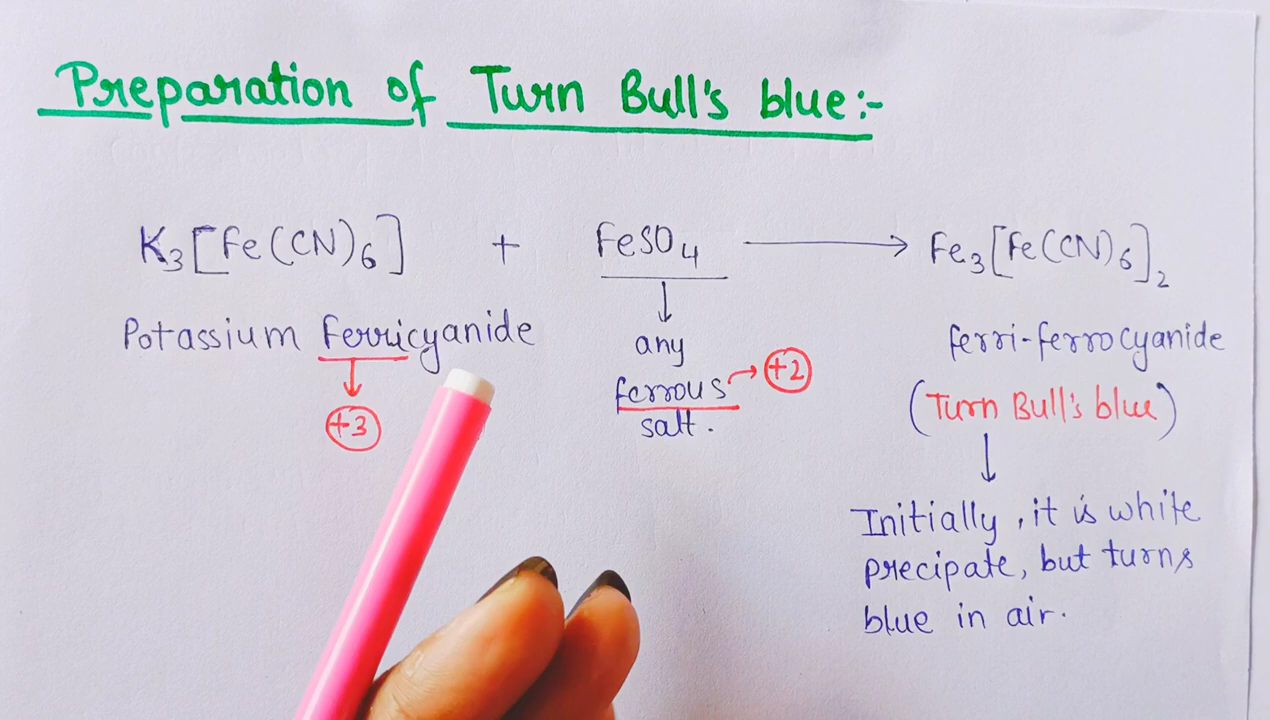 Preparation of Turn Bull's blue:-
K3[Fe(CN)6] + FeSO4 ⟶ Fe3[Fe(CN)6]2
Potassium Ferricyanide
+3
any
ferrous → +2
salt.
ferri-ferrocyanide
(Turn Bull's blue)
Initially, it is white
precipate, but turns
blue in air.